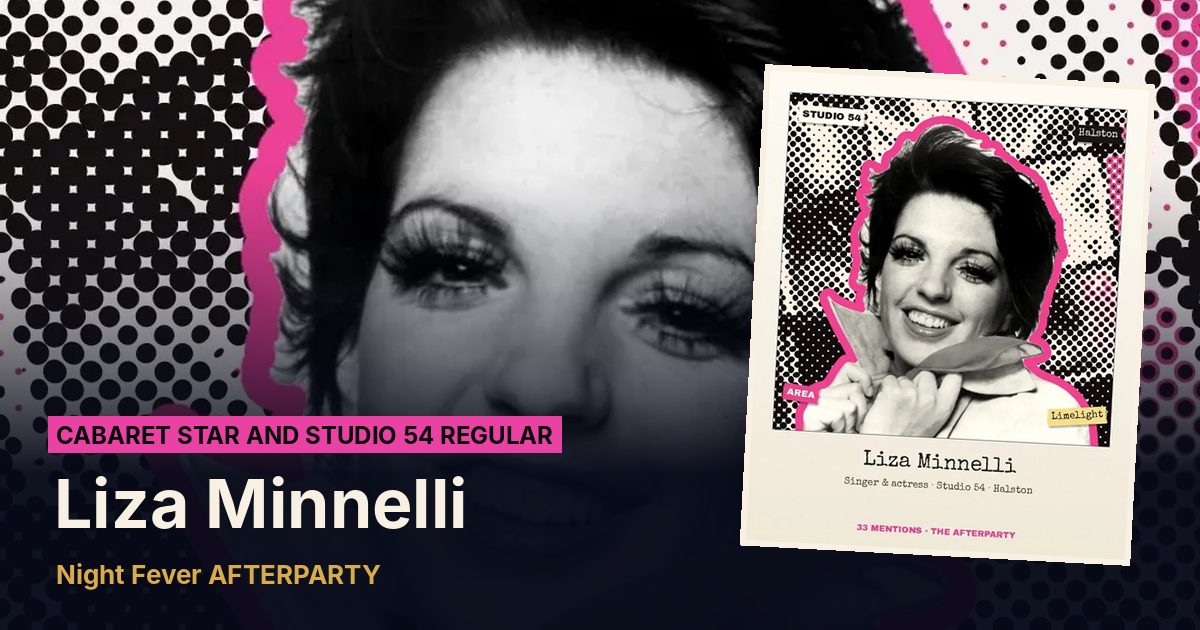 CABARET STAR AND STUDIO 54 REGULAR
Liza Minnelli
Night Fever AFTERPARTY
STUDIO 54
Halston
AREA
Limelight
Liza Minnelli
Singer & actress · Studio 54 · Halston
33 MENTIONS · THE AFTERPARTY